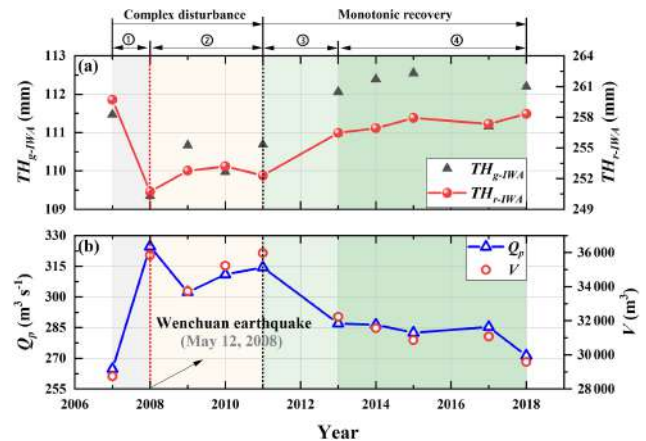 Complex disturbance Monotonic recovery
① ② ③ ④
(a)
113
112
111
110
109
TH_g-IWA (mm)
264
261
258
255
252
249
TH_r-IWA (mm)
TH_g-IWA
TH_r-IWA
(b)
330
315
300
285
270
255
Q_p (m³ s⁻¹)
36 000
34 000
32 000
30 000
28 000
V (m³)
Q_p
V
Wenchuan earthquake
(May 12, 2008)
2006 2008 2010 2012 2014 2016 2018 2020
Year